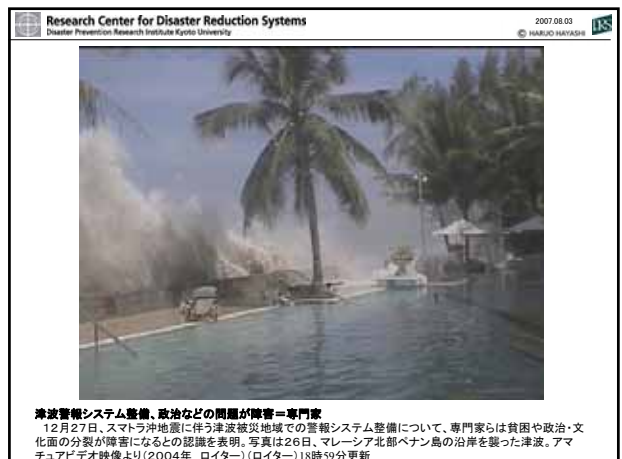 Research Center for Disaster Reduction Systems
Disaster Prevention Research Institute Kyoto University
2007.08.03
© HARUO HAYASHI
津波警報システム整備、政治などの問題が障害＝専門家
12月27日、スマトラ沖地震に伴う津波被災地域での警報システム整備について、専門家らは貧困や政治・文
化面の分裂が障害になるとの認識を表明。写真は26日、マレーシア北部ペナン島の沿岸を襲った津波。アマ
チュアビデオ映像より(2004年 ロイター)(ロイター)18時59分更新